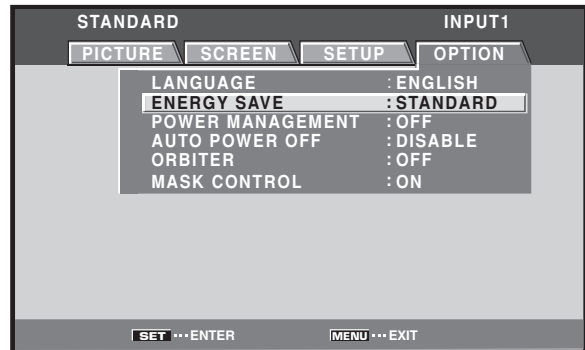 STANDARD INPUT1
PICTURE SCREEN SETUP OPTION
LANGUAGE : ENGLISH
ENERGY SAVE : STANDARD
POWER MANAGEMENT : OFF
AUTO POWER OFF : DISABLE
ORBITER : OFF
MASK CONTROL : ON
SET ··· ENTER MENU ··· EXIT